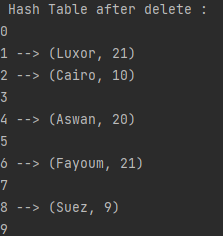 Hash Table after delete :
0
1 --> (Luxor, 21)
2 --> (Cairo, 10)
3
4 --> (Aswan, 20)
5
6 --> (Fayoum, 21)
7
8 --> (Suez, 9)
9